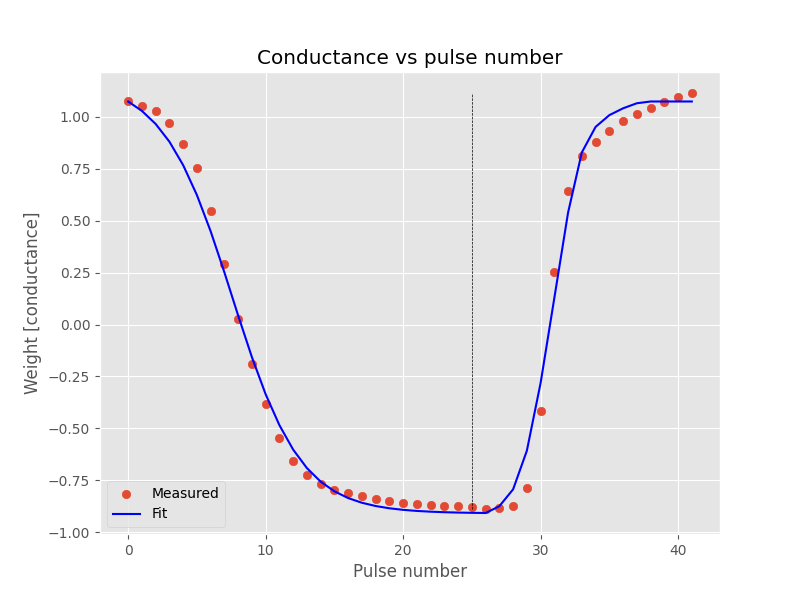 Conductance vs pulse number
Weight [conductance]
1.00
0.75
0.50
0.25
0.00
−0.25
−0.50
−0.75
−1.00
Measured
Fit
0 10 20 30 40
Pulse number